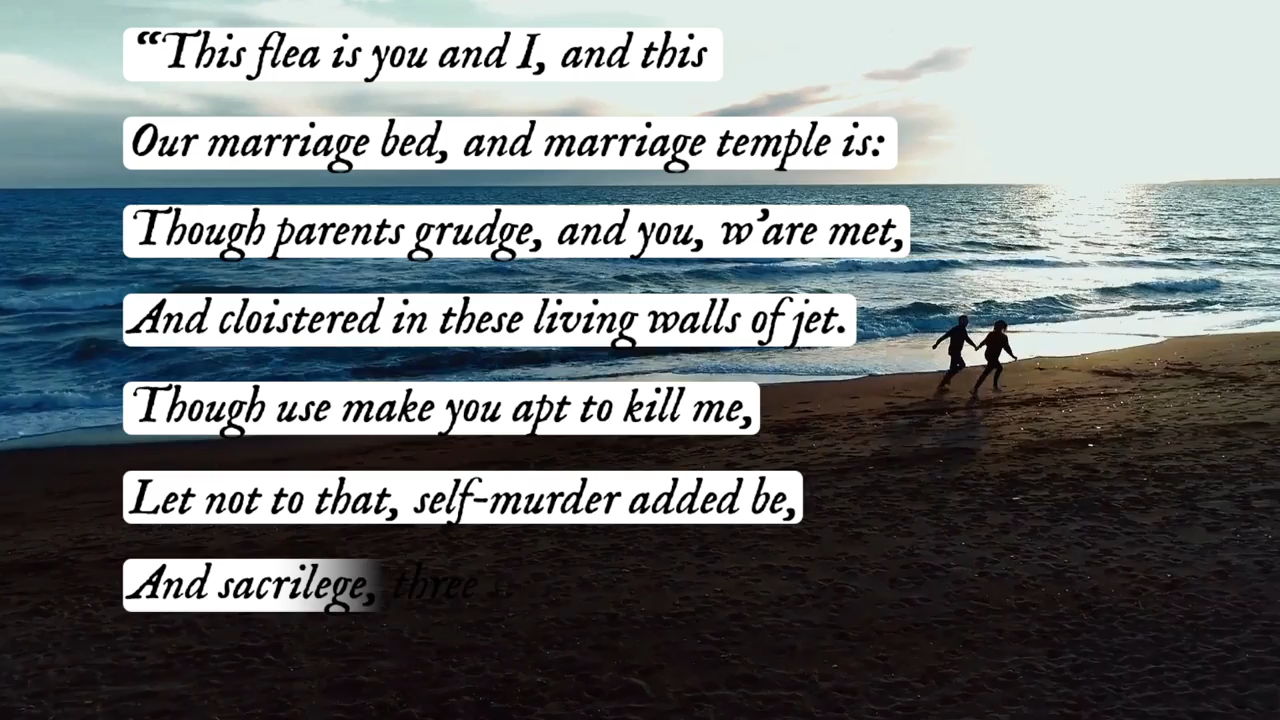 “This flea is you and I, and this
Our marriage bed, and marriage temple is:
Though parents grudge, and you, w’are met,
And cloistered in these living walls of jet.
Though use make you apt to kill me,
Let not to that, self-murder added be,
And sacrilege, three